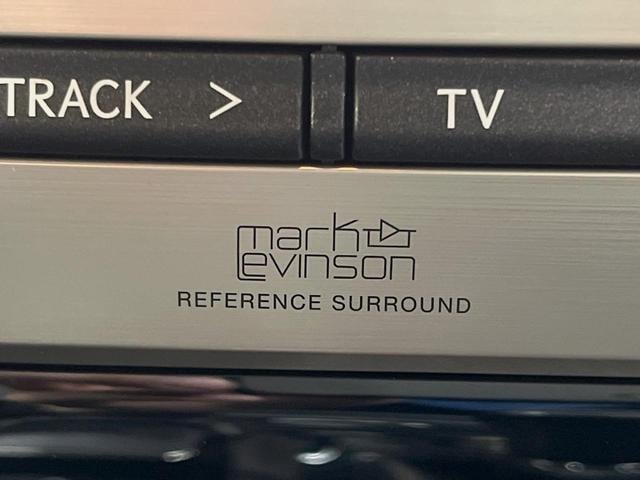 TRACK >
TV
mark
Levinson
REFERENCE SURROUND